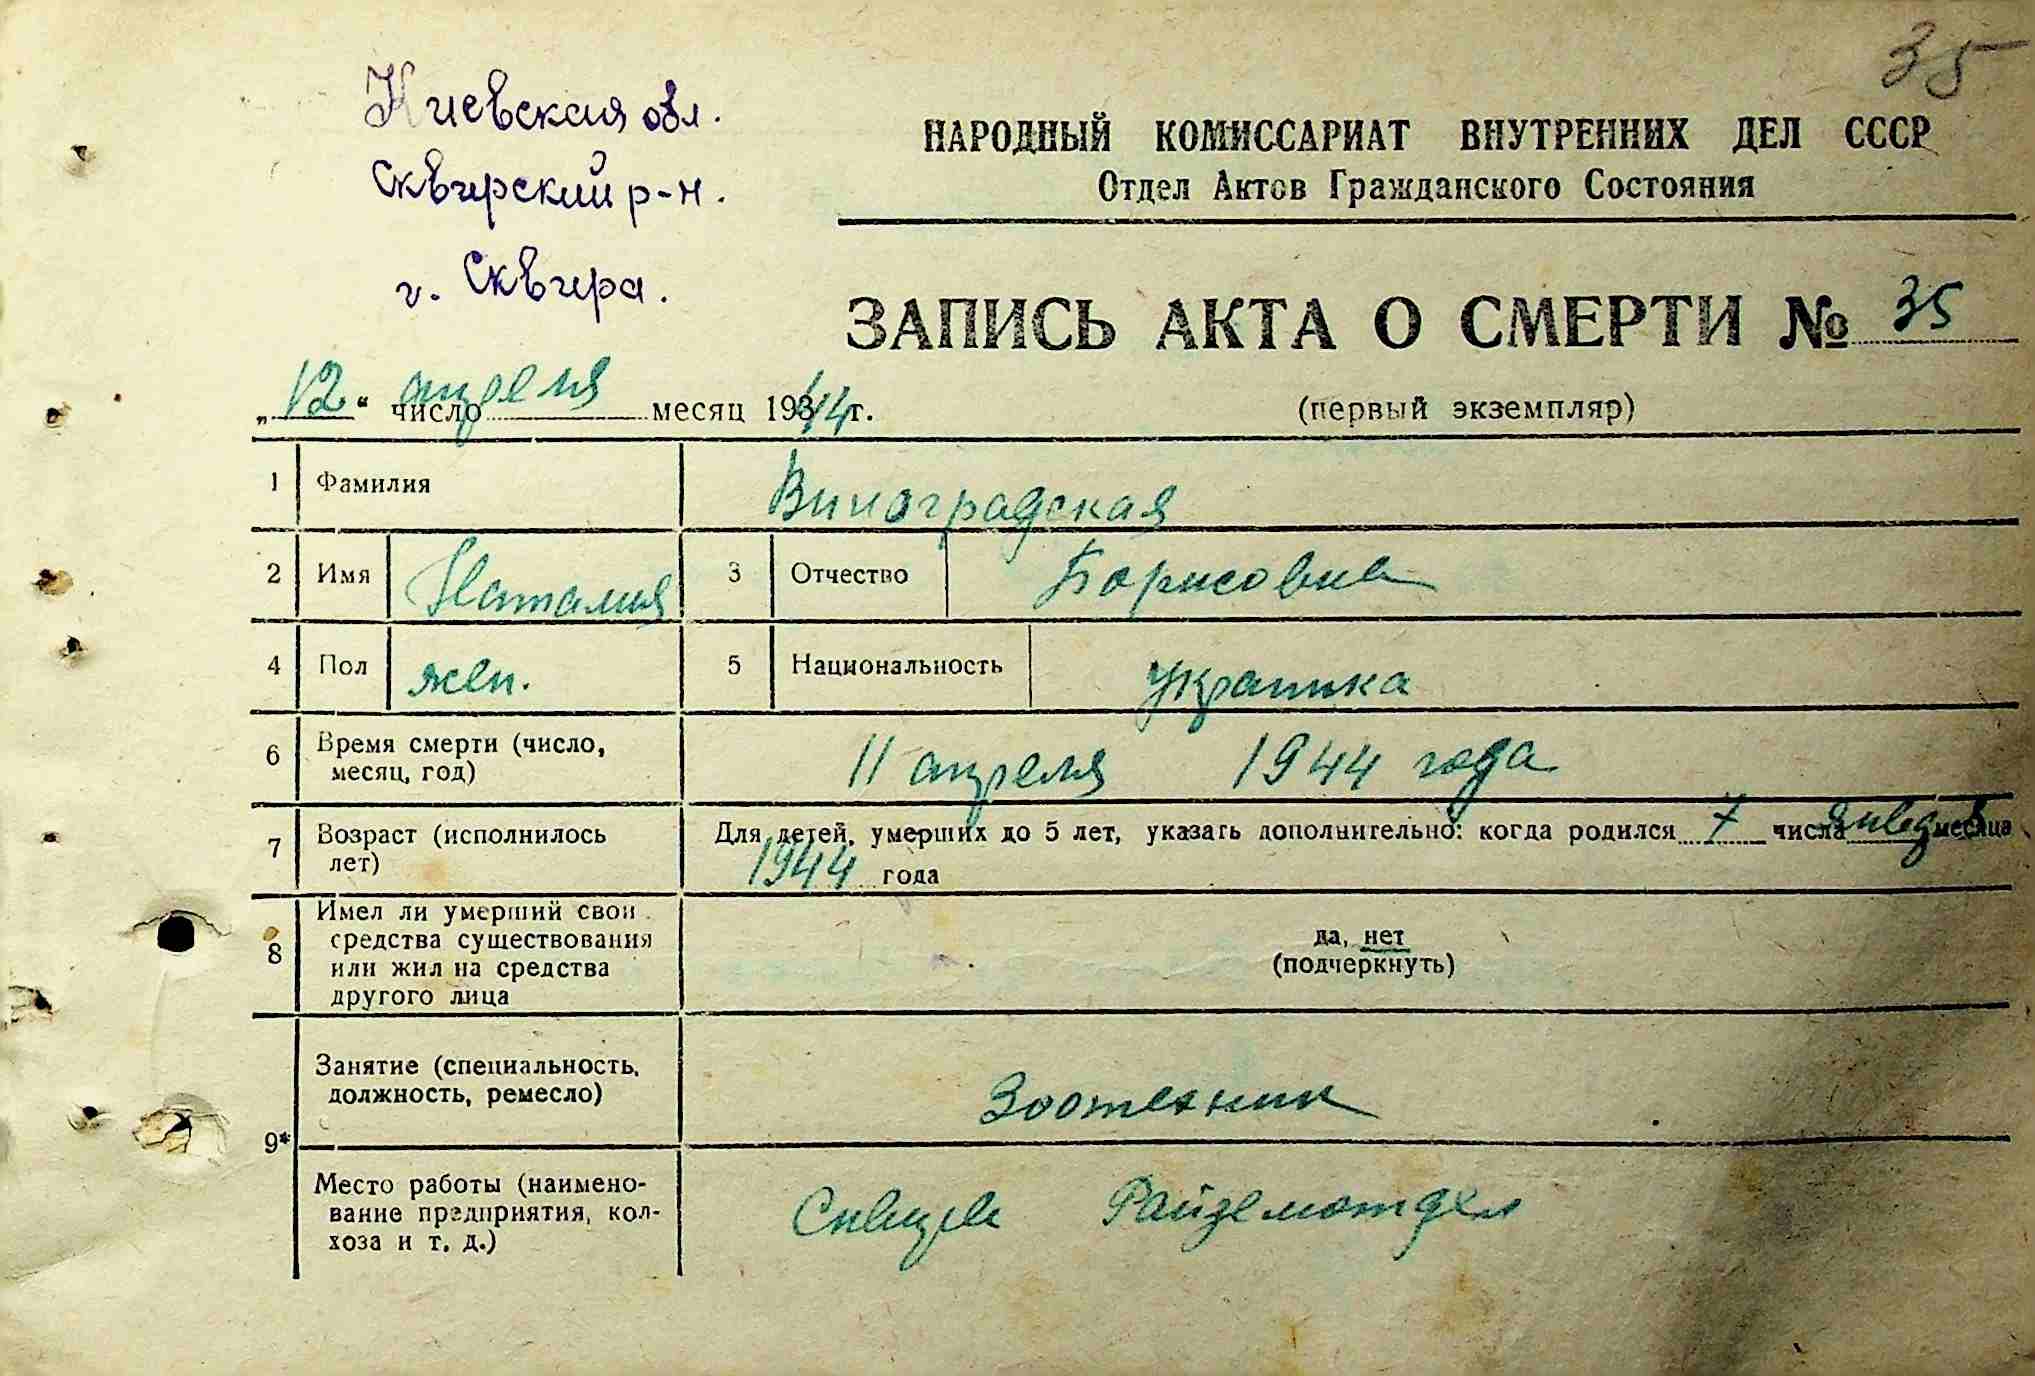 35
Киевская обл.
Сквирский р-н.
г. Сквира.
НАРОДНЫЙ КОМИССАРИАТ ВНУТРЕННИХ ДЕЛ СССР
Отдел Актов Гражданского Состояния
ЗАПИСЬ АКТА О СМЕРТИ № 35
„12“ число апреля месяц 1944 г.
(первый экземпляр)
1 Фамилия Виноградская
2 Имя Наталия 3 Отчество Борисовна
4 Пол жен. 5 Национальность Украинка
6 Время смерти (число, месяц, год) 11 апреля 1944 года
7 Возраст (исполнилось лет) Для детей, умерших до 5 лет, указать дополнительно: когда родился 7 числа января месяца
1944 года
8 Имел ли умерший свои
средства существования
или жил на средства
другого лица
да, нет
(подчеркнуть)
9*
Занятие (специальность,
должность, ремесло)
Зоотехник
Место работы (наимено-
вание предприятия, кол-
хоза и т. д.)
Райземотдел